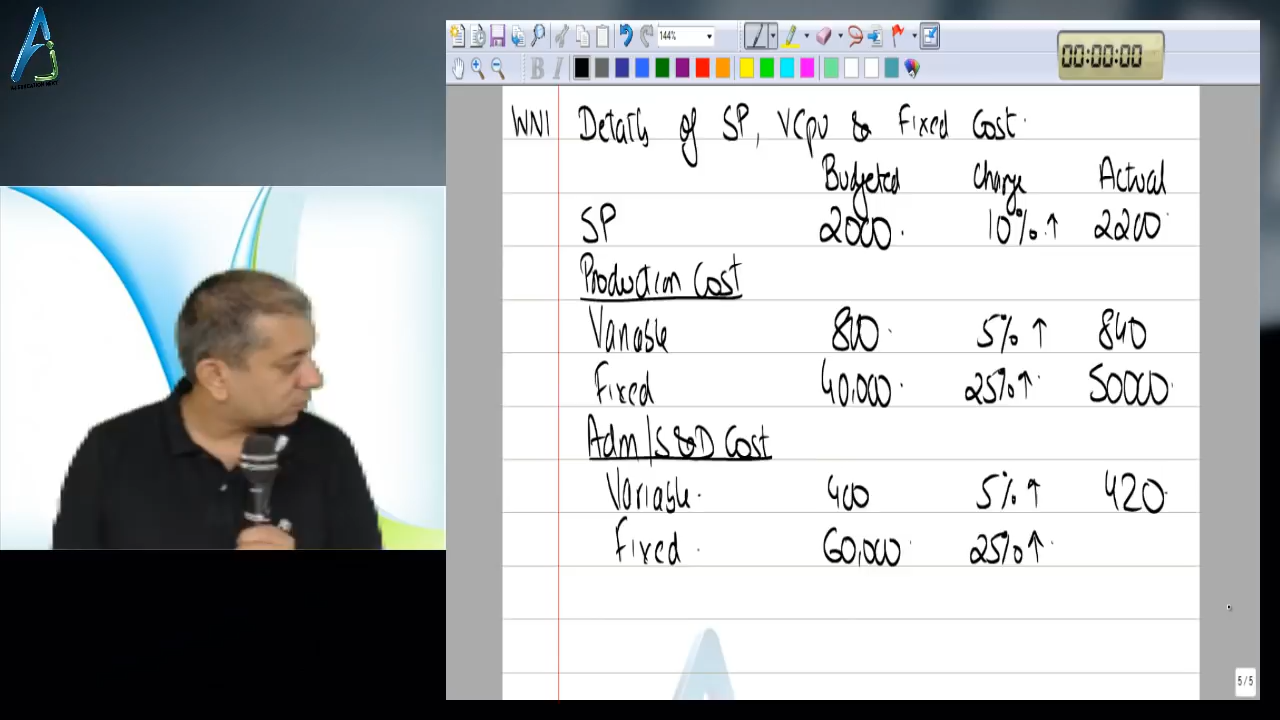 144%
00:00:00
B I
WN1 Details of SP, VCpu & Fixed Cost.
Budgeted Change Actual
SP 2000. 10% ↑ 2200
Production Cost
Variable 800 5% ↑ 840
Fixed 40,000 25% ↑ 50000
Adm/S&D Cost
Variable. 400 5% ↑ 420
Fixed. 60,000 25% ↑
5/5